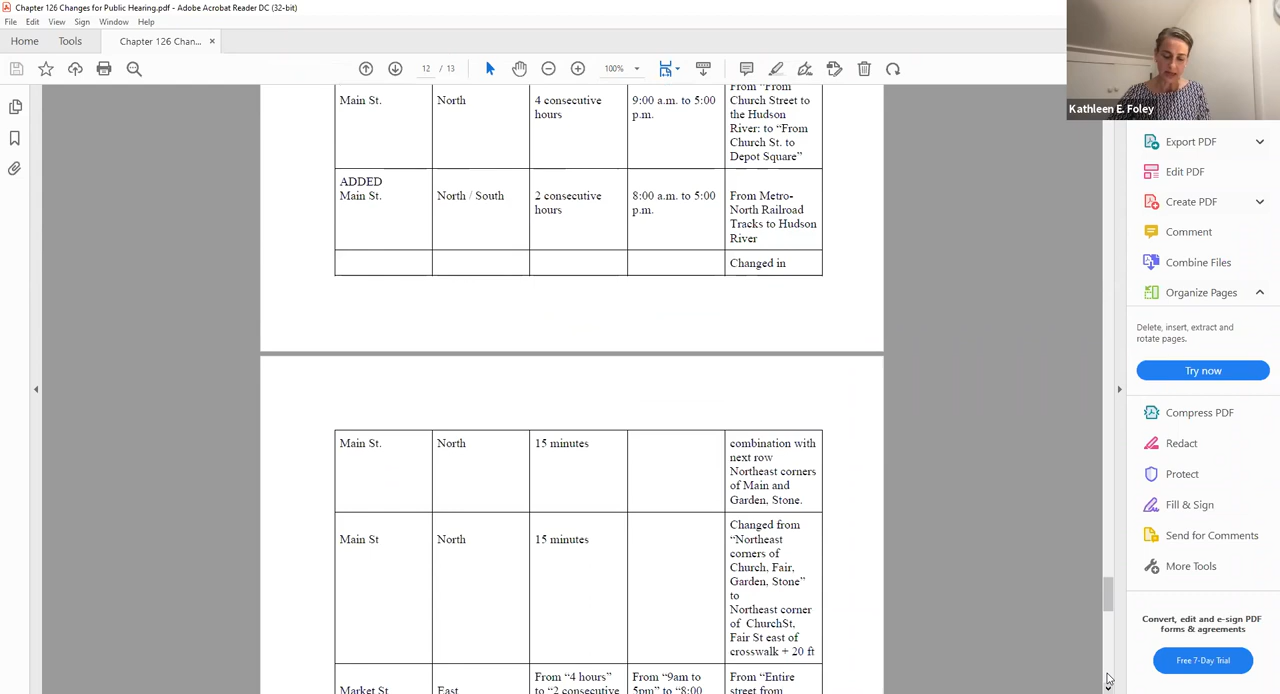 Chapter 126 Changes for Public Hearing.pdf - Adobe Acrobat Reader DC (32-bit)
File Edit View Sign Window Help
Home Tools Chapter 126 Chan... ×
12 / 13 100%
Kathleen E. Foley
Main St. North 4 consecutive hours 9:00 a.m. to 5:00 p.m. From “From Church Street to the Hudson River: to “From Church St. to Depot Square”
ADDED
Main St. North / South 2 consecutive hours 8:00 a.m. to 5:00 p.m. From Metro-North Railroad Tracks to Hudson River
Changed in
Main St. North 15 minutes combination with next row Northeast corners of Main and Garden, Stone.
Main St North 15 minutes Changed from “Northeast corners of Church, Fair, Garden, Stone” to Northeast corner of ChurchSt, Fair St east of crosswalk + 20 ft
Market St. East From “4 hours” to “2 consecutive From “9am to 5pm” to “8:00 From “Entire street from
Export PDF
Edit PDF
Create PDF
Comment
Combine Files
Organize Pages
Delete, insert, extract and
rotate pages.
Try now
Compress PDF
Redact
Protect
Fill & Sign
Send for Comments
More Tools
Convert, edit and e-sign PDF
forms & agreements
Free 7-Day Trial